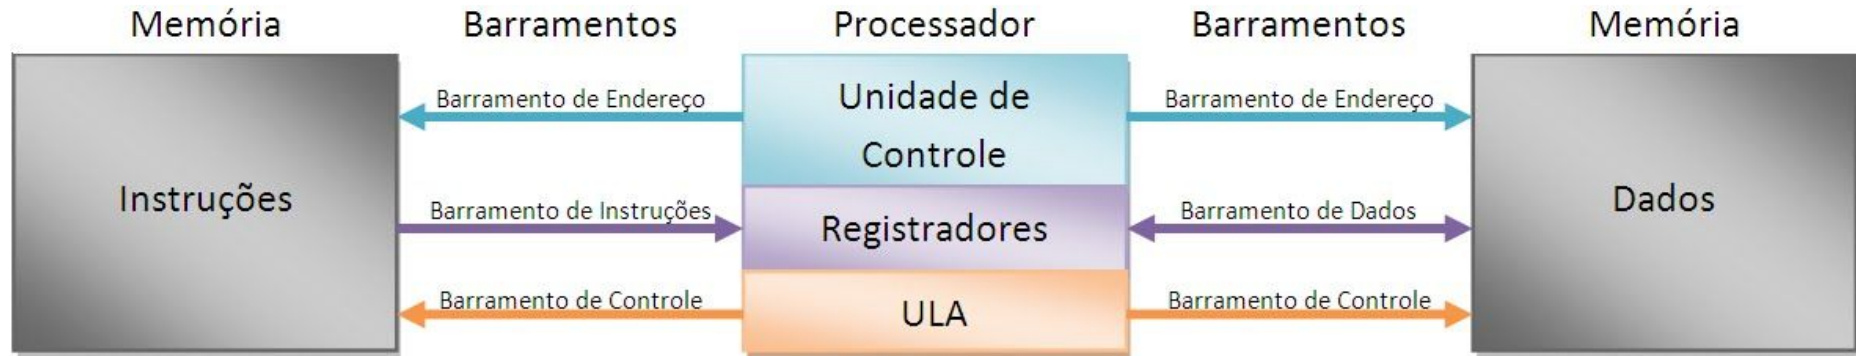 Memória
Barramentos
Processador
Barramentos
Memória
Instruções
Barramento de Endereço
Barramento de Instruções
Barramento de Controle
Unidade de
Controle
Registradores
ULA
Barramento de Endereço
Barramento de Dados
Barramento de Controle
Dados